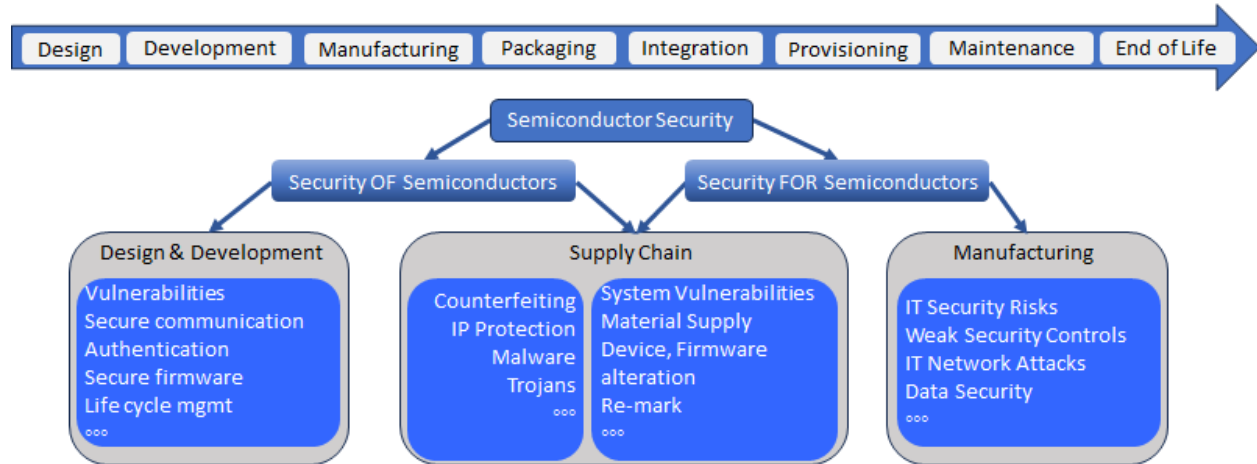 Design Development Manufacturing Packaging Integration Provisioning Maintenance End of Life
Semiconductor Security
Security OF Semiconductors
Security FOR Semiconductors
Design & Development
Vulnerabilities
Secure communication
Authentication
Secure firmware
Life cycle mgmt
°°°
Supply Chain
Counterfeiting
IP Protection
Malware
Trojans
°°°
System Vulnerabilities
Material Supply
Device, Firmware
alteration
Re-mark
°°°
Manufacturing
IT Security Risks
Weak Security Controls
IT Network Attacks
Data Security
°°°